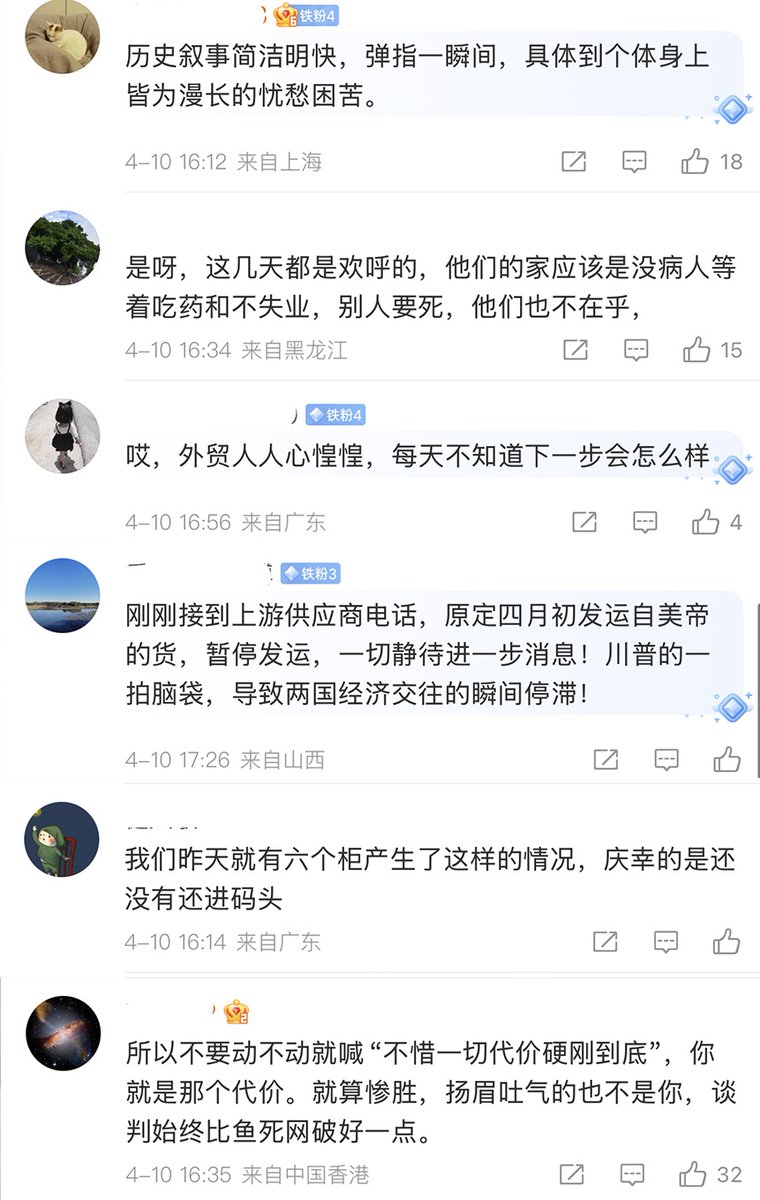 铁粉4
历史叙事简洁明快，弹指一瞬间，具体到个体身上
皆为漫长的忧愁困苦。
4-10 16:12 来自上海
18
是呀，这几天都是欢呼的，他们的家应该是没病人等
着吃药和不失业，别人要死，他们也不在乎，
4-10 16:34 来自黑龙江
15
铁粉4
哎，外贸人人心惶惶，每天不知道下一步会怎么样
4-10 16:56 来自广东
4
铁粉3
刚刚接到上游供应商电话，原定四月初发运自美帝
的货，暂停发运，一切静待进一步消息！川普的一
拍脑袋，导致两国经济交往的瞬间停滞！
4-10 17:26 来自山西
我们昨天就有六个柜产生了这样的情况，庆幸的是还
没有还进码头
4-10 16:14 来自广东
所以不要动不动就喊“不惜一切代价硬刚到底”，你
就是那个代价。就算惨胜，扬眉吐气的也不是你，谈
判始终比鱼死网破好一点。
4-10 16:35 来自中国香港
32